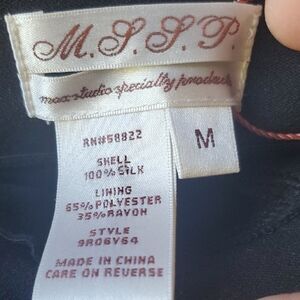 M.S.S.P.
max studio specialty products
M
RN#58822
SHELL
100% SILK
LINING
65% POLYESTER
35% RAYON
STYLE
9R06Y64
MADE IN CHINA
CARE ON REVERSE